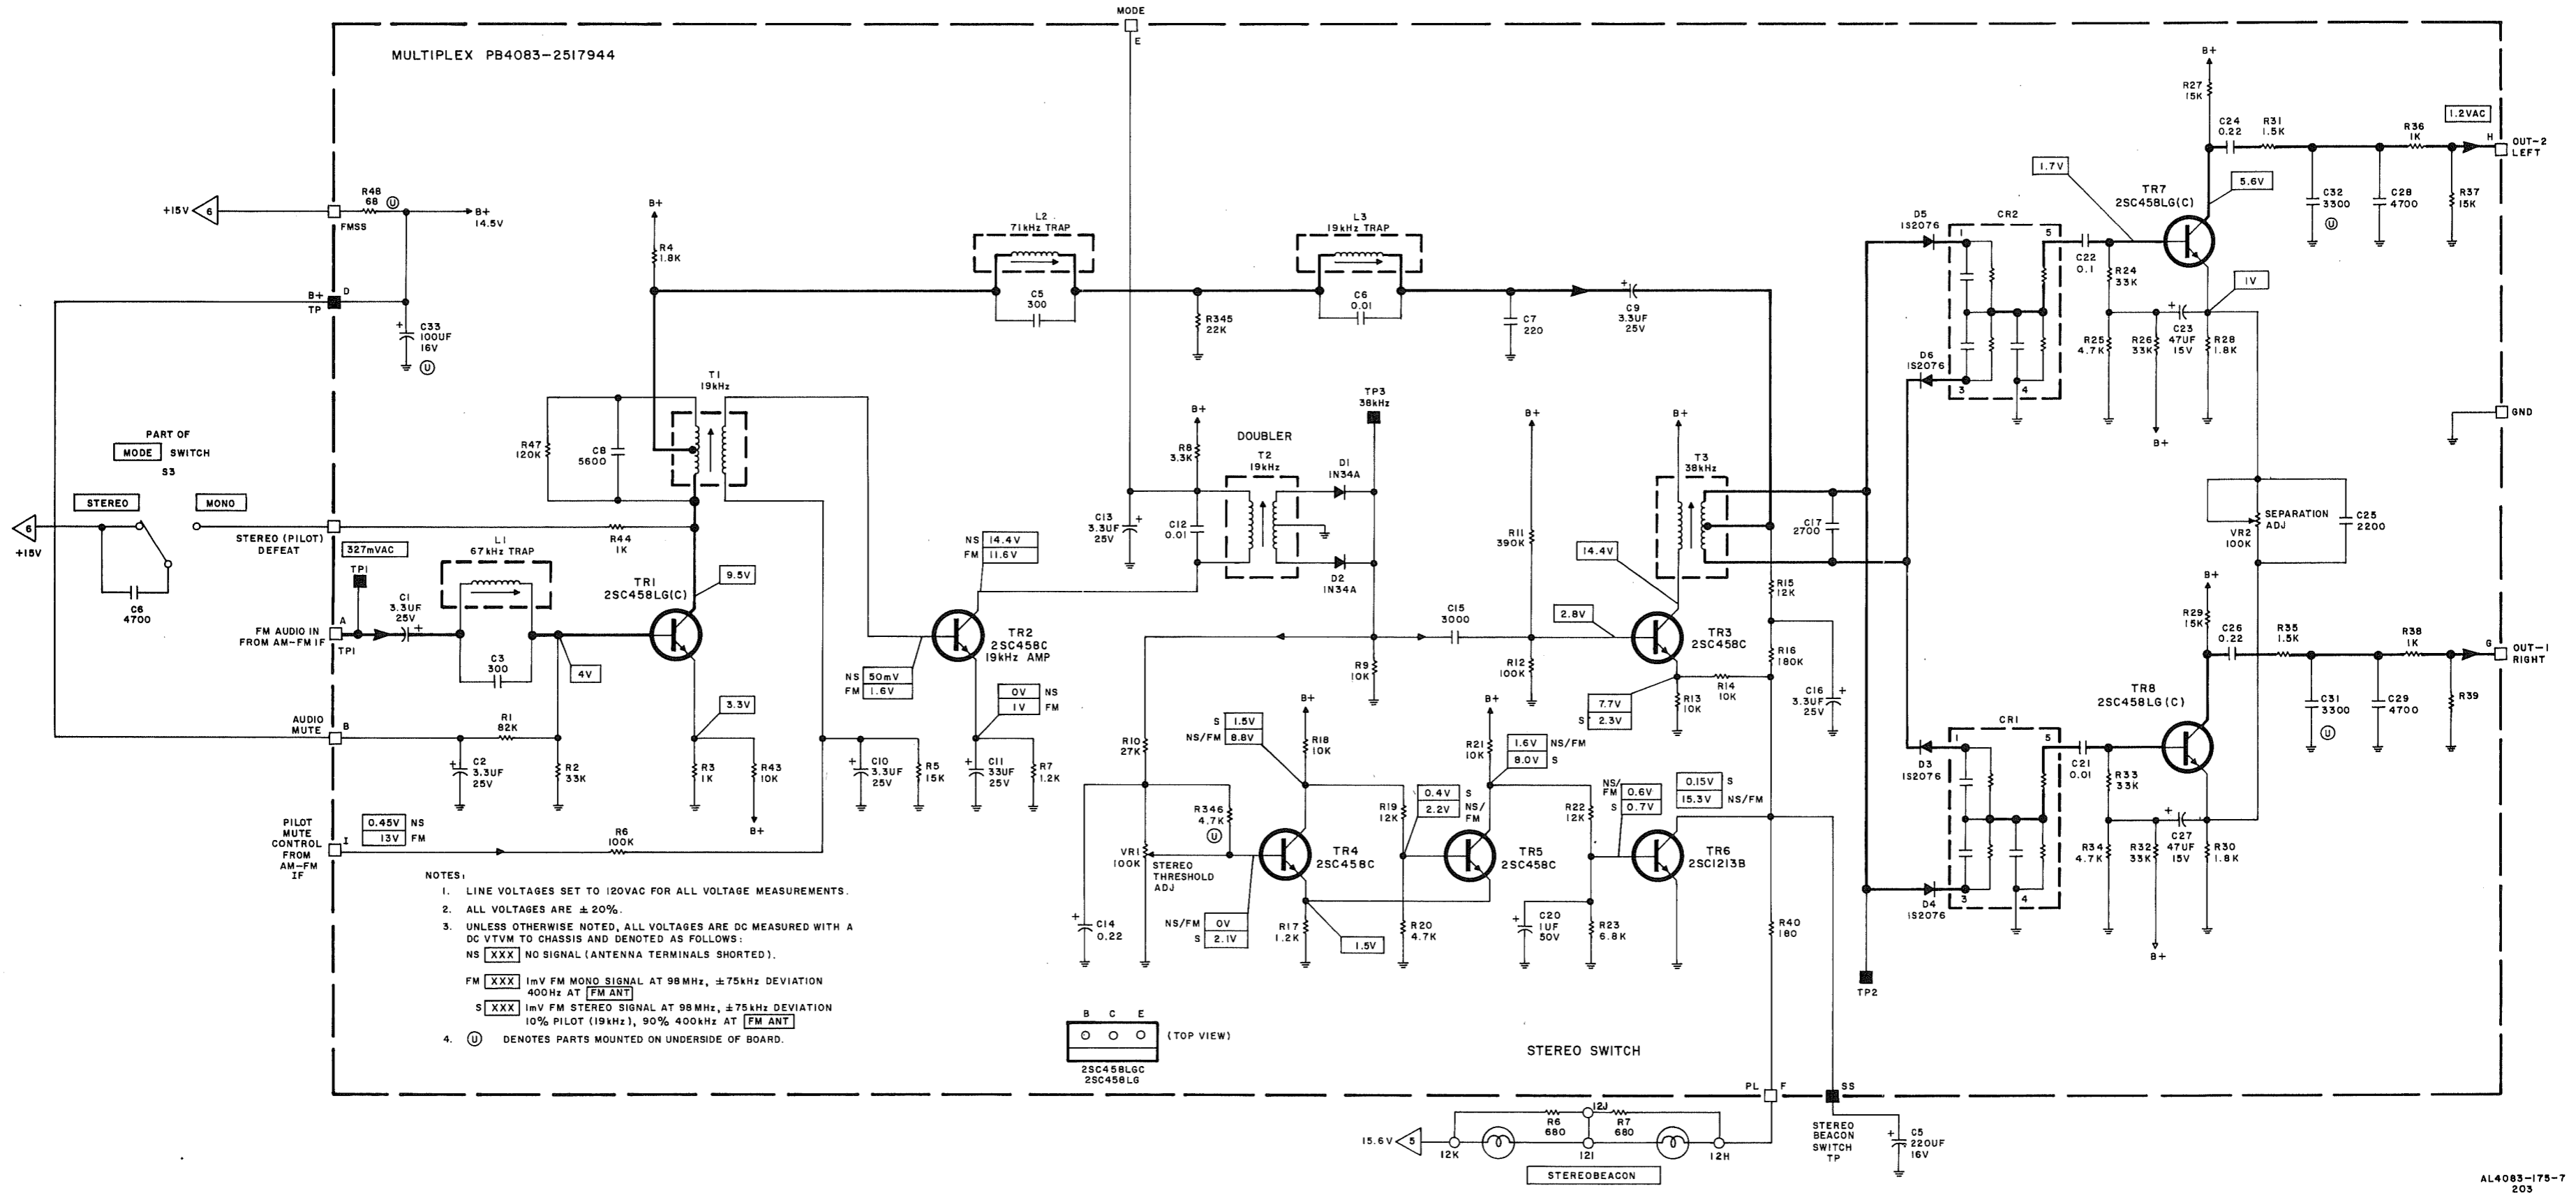 MODE
E
MULTIPLEX PB4083-2517944
B+
R27
15K
1.2VAC
C24
0.22
R31
1.5K
R36
1K
H
OUT-2
LEFT
1.7V
5.6V
TR7
2SC458LG(C)
C32
3300
U
C28
4700
R37
15K
+15V
6
R48
68
U
B+
14.5V
FMSS
B+
TP
D
C33
100UF
16V
U
B+
R4
1.8K
L2
71kHz TRAP
C5
300
R345
22K
L3
19kHz TRAP
C6
0.01
C7
220
+
C9
3.3UF
25V
D5
IS2076
CR2
1
5
3
4
D6
IS2076
C22
0.1
R24
33K
1V
R25
4.7K
R26
33K
+
C23
47UF
15V
R28
1.8K
B+
GND
T1
19kHz
R47
120K
C8
5600
PART OF
MODE SWITCH
S3
STEREO
MONO
6
+15V
C6
4700
STEREO (PILOT)
DEFEAT
R44
1K
327mVAC
TP1
A
FM AUDIO IN
FROM AM-FM IF
TP1
C1
3.3UF
25V
+
L1
67kHz TRAP
C3
300
4V
TR1
2SC458LG(C)
9.5V
3.3V
AUDIO
MUTE
B
R1
82K
+
C2
3.3UF
25V
R2
33K
R3
1K
R43
10K
B+
PILOT
MUTE
CONTROL
FROM
AM-FM
IF
I
0.45V NS
13V FM
R6
100K
+
C10
3.3UF
25V
R5
15K
+
C11
33UF
25V
R7
1.2K
NS 50mV
FM 1.6V
TR2
2SC458C
19kHz AMP
0V NS
1V FM
NS 14.4V
FM 11.6V
C13
3.3UF
25V
+
B+
R8
3.3K
C12
0.01
DOUBLER
T2
19kHz
D1
IN34A
D2
IN34A
TP3
38kHz
R9
10K
C15
3000
B+
R11
390K
R12
100K
2.8V
14.4V
TR3
2SC458C
B+
T3
38kHz
C17
2700
R15
12K
R16
180K
R14
10K
R13
10K
7.7V
S 2.3V
C16
3.3UF
25V
+
R10
27K
S 1.5V
NS/FM 8.8V
B+
R18
10K
R346
4.7K
U
VR1
100K
STEREO
THRESHOLD
ADJ
+
C14
0.22
NS/FM 0V
S 2.1V
TR4
2SC458C
R17
1.2K
1.5V
R19
12K
R20
4.7K
0.4V S
2.2V NS/
FM
B+
R21
10K
1.6V NS/FM
8.0V S
TR5
2SC458C
R22
12K
+
C20
1UF
50V
R23
6.8K
NS/
FM 0.6V
S 0.7V
0.15V S
15.3V NS/FM
TR6
2SC1213B
R40
180
SEPARATION
ADJ
VR2
100K
C25
2200
B+
R29
15K
C26
0.22
R35
1.5K
R38
1K
G
OUT-1
RIGHT
TR8
2SC458LG(C)
C31
3300
U
C29
4700
R39
CR1
1
5
3
4
D3
IS2076
D4
IS2076
C21
0.01
R33
33K
R34
4.7K
R32
33K
+
C27
47UF
15V
R30
1.8K
B+
TP2
NOTES:
1. LINE VOLTAGES SET TO 120VAC FOR ALL VOLTAGE MEASUREMENTS.
2. ALL VOLTAGES ARE ±20%.
3. UNLESS OTHERWISE NOTED, ALL VOLTAGES ARE DC MEASURED WITH A
DC VTVM TO CHASSIS AND DENOTED AS FOLLOWS:
NS XXX NO SIGNAL (ANTENNA TERMINALS SHORTED).
FM XXX 1mV FM MONO SIGNAL AT 98MHz, ±75kHz DEVIATION
400Hz AT FM ANT
S XXX 1mV FM STEREO SIGNAL AT 98MHz, ±75kHz DEVIATION
10% PILOT (19kHz), 90% 400kHz AT FM ANT
4. U DENOTES PARTS MOUNTED ON UNDERSIDE OF BOARD.
B C E
(TOP VIEW)
2SC458LGC
2SC458LG
STEREO SWITCH
PL F
SS
15.6V
5
12K
R6
680
12J
R7
680
12I
12H
STEREOBEACON
STEREO
BEACON
SWITCH
TP
+
C5
220UF
16V
AL4083-175-7
203